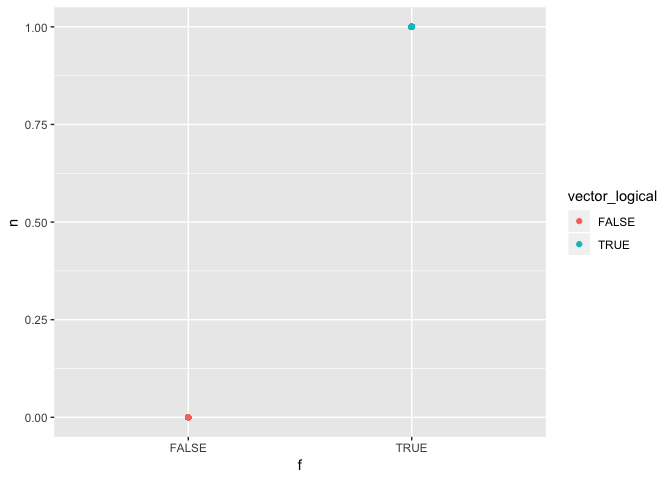 1.00
0.75
n
0.50
0.25
0.00
FALSE TRUE
f
vector_logical
FALSE
TRUE